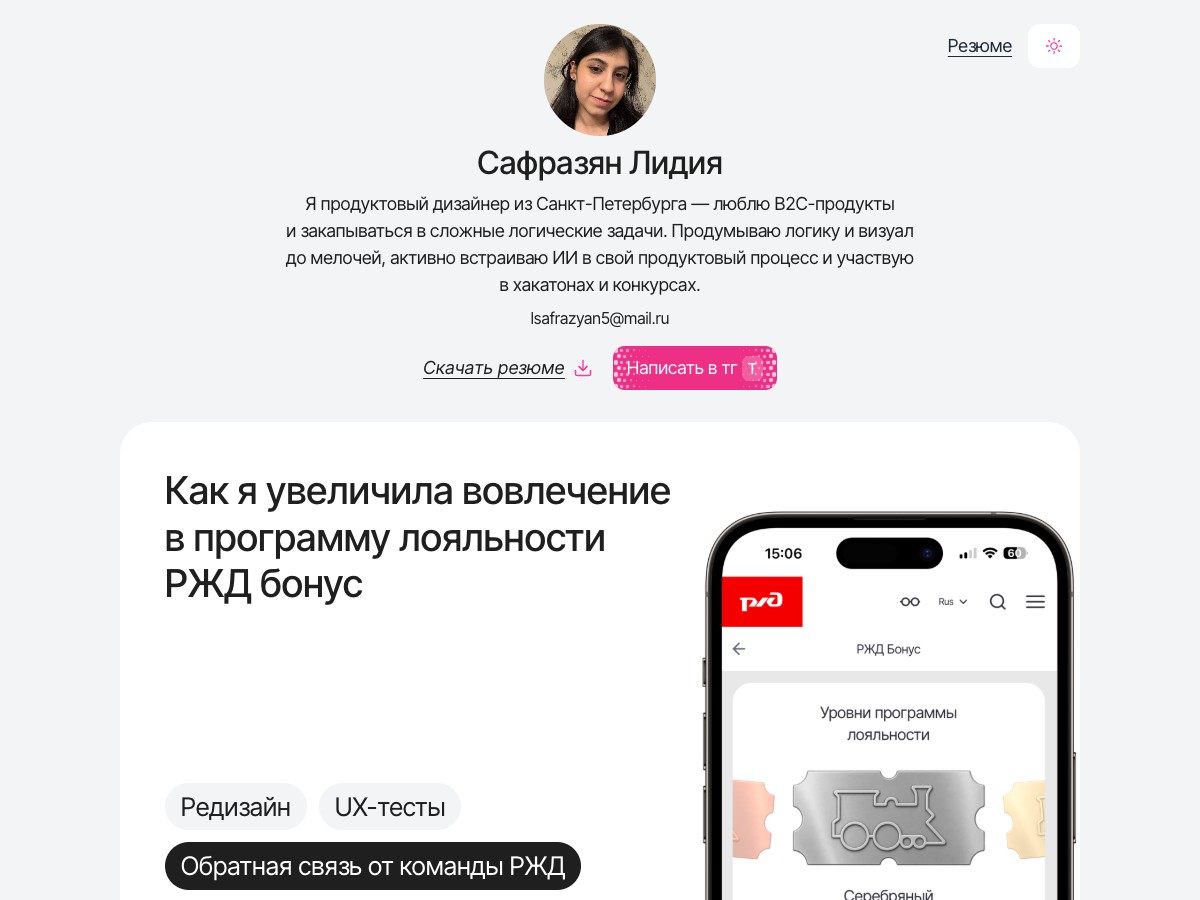 Резюме
Сафразян Лидия
Я продуктовый дизайнер из Санкт-Петербурга — люблю B2C-продукты
и закапываться в сложные логические задачи. Продумываю логику и визуал
до мелочей, активно встраиваю ИИ в свой продуктовый процесс и участвую
в хакатонах и конкурсах.
lsafrazyan5@mail.ru
Скачать резюме
Написать в тг T
Как я увеличила вовлечение
в программу лояльности
РЖД бонус
15:06
60
ржд
Rus
РЖД Бонус
Уровни программы
лояльности
Редизайн
UX-тесты
Обратная связь от команды РЖД
Серебряный